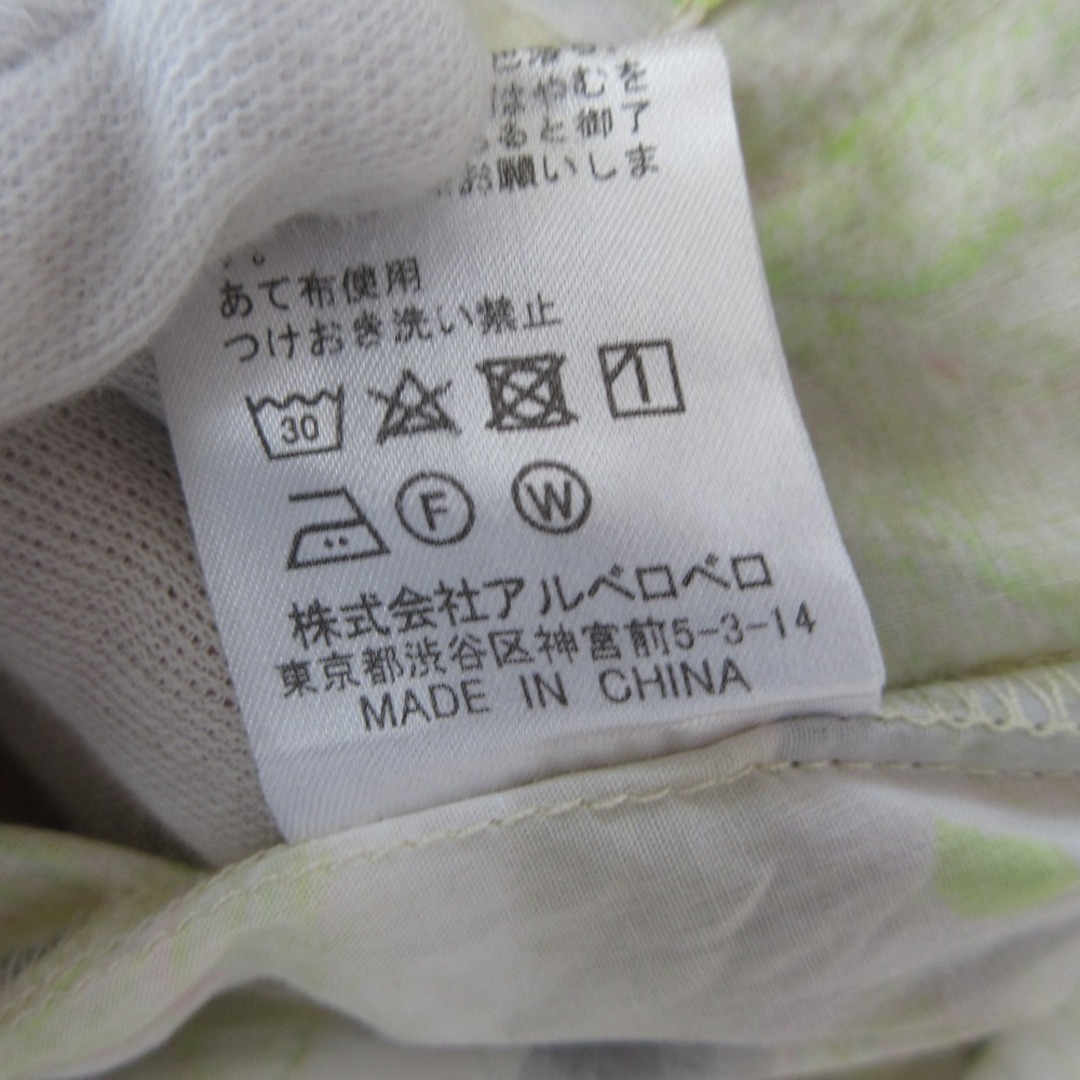 はやむを
ると御了
お願いしま
。
あて布使用
つけおき洗い禁止
30
F W
株式会社アルベロベロ
東京都渋谷区神宮前5-3-14
MADE IN CHINA